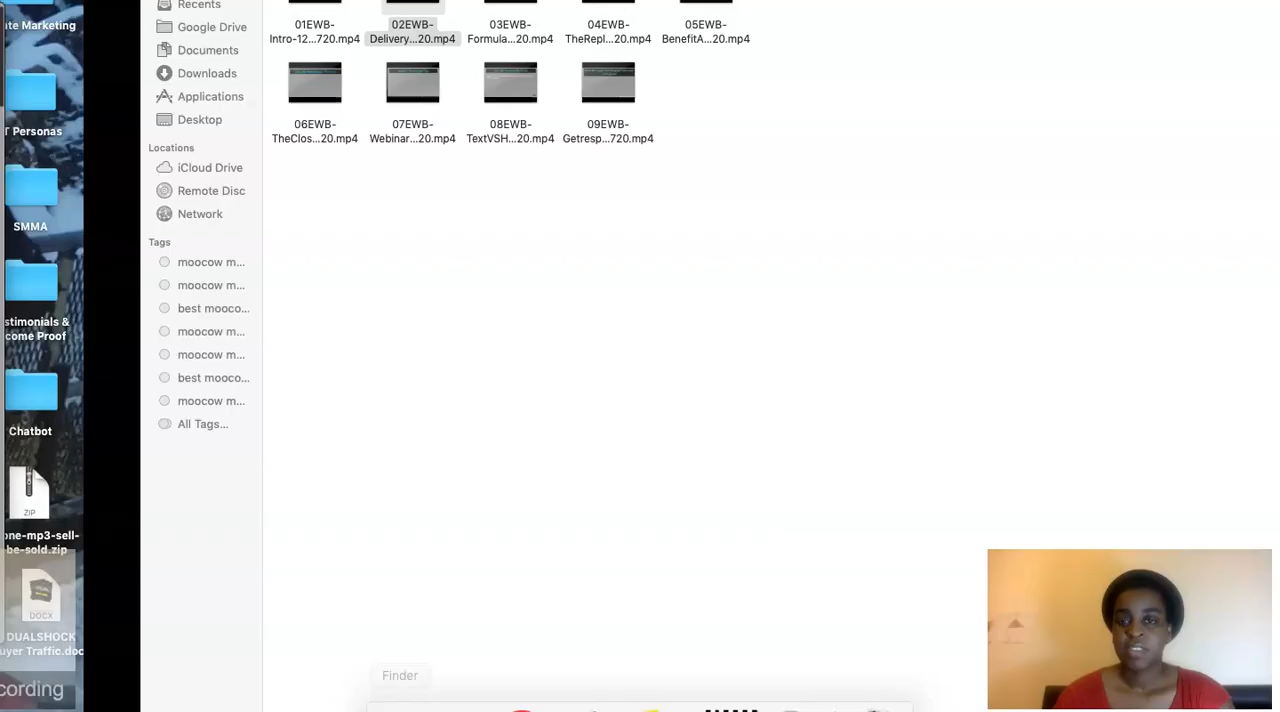 te Marketing
T Personas
SMMA
stimonials &
come Proof
Chatbot
ZIP
one-mp3-sell-
be-sold.zip
DOCX
DUALSHOCK
uyer Traffic.doc
cording
Recents
Google Drive
Documents
Downloads
Applications
Desktop
Locations
iCloud Drive
Remote Disc
Network
Tags
moocow m...
moocow m...
best mooco...
moocow m...
moocow m...
best mooco...
moocow m...
All Tags...
01EWB-
Intro-12...720.mp4
02EWB-
Delivery...20.mp4
03EWB-
Formula...20.mp4
04EWB-
TheRepl...20.mp4
05EWB-
BenefitA...20.mp4
06EWB-
TheClos...20.mp4
07EWB-
Webinar...20.mp4
08EWB-
TextVSH...20.mp4
09EWB-
Getresp...720.mp4
Finder